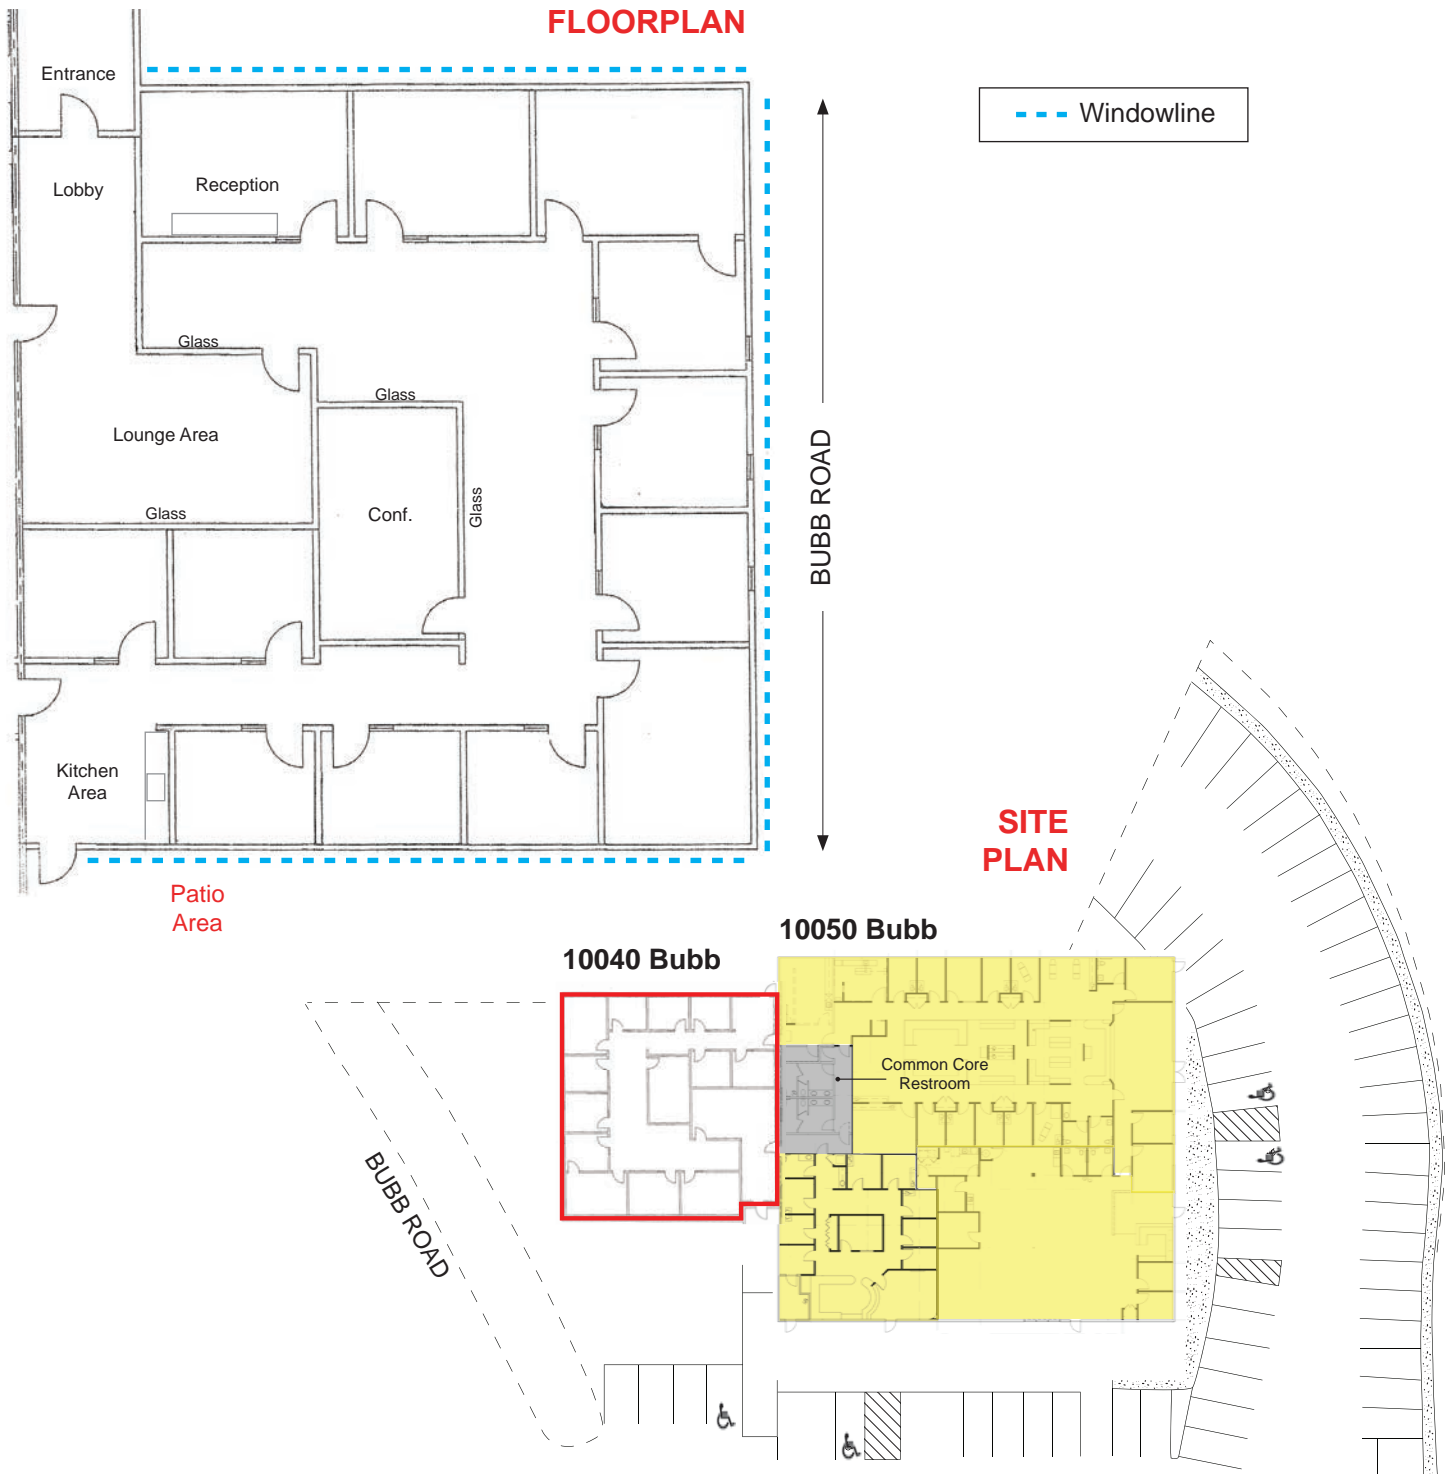 FLOORPLAN
Entrance
Windowline
Lobby
Reception
Glass
Glass
Lounge Area
Glass
Conf.
Glass
BUBB ROAD
Kitchen
Area
SITE
PLAN
Patio
Area
10050 Bubb
10040 Bubb
Common Core
Restroom
BUBB ROAD